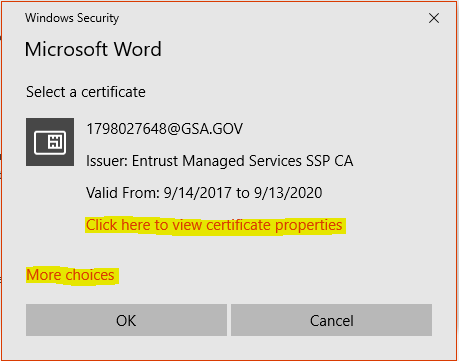 Windows Security
Microsoft Word
Select a certificate
1798027648@GSA.GOV
Issuer: Entrust Managed Services SSP CA
Valid From: 9/14/2017 to 9/13/2020
Click here to view certificate properties
More choices
OK
Cancel